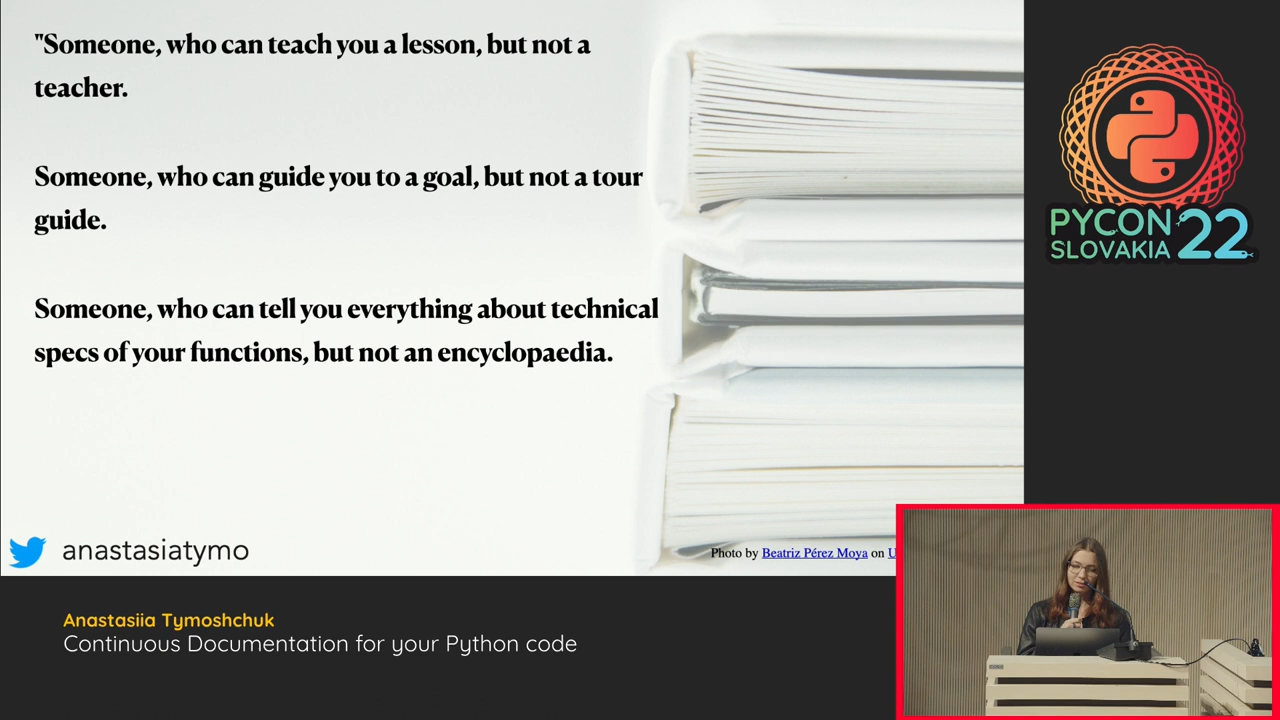 "Someone, who can teach you a lesson, but not a
teacher.
Someone, who can guide you to a goal, but not a tour
guide.
Someone, who can tell you everything about technical
specs of your functions, but not an encyclopaedia.
anastasiatymo
Photo by Beatriz Pérez Moya on U
PYCON
SLOVAKIA 22
Anastasiia Tymoshchuk
Continuous Documentation for your Python code